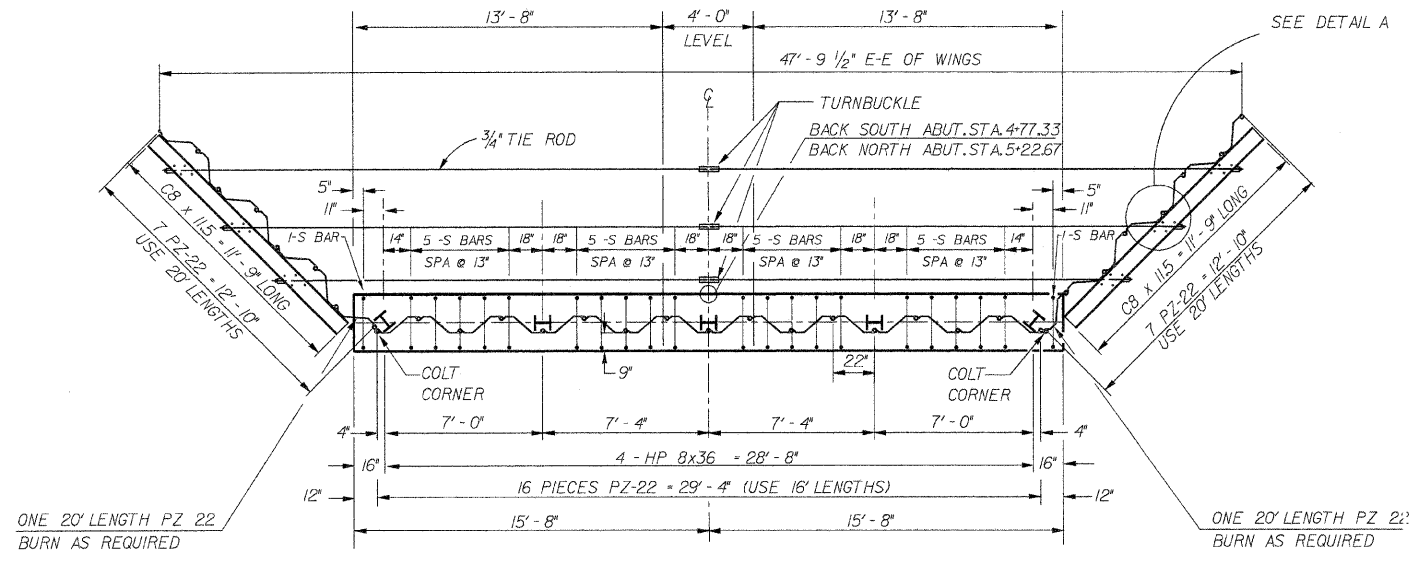 13'-8" 4'-0" 13'-8"
LEVEL
SEE DETAIL A
47'-9 1/2" E-E OF WINGS
℄
TURNBUCKLE
3/4" TIE ROD
BACK SOUTH ABUT. STA. 4+77.33
BACK NORTH ABUT. STA. 5+22.67
5" 5"
11" 11"
1-S BAR 1-S BAR
14" 5 -S BARS 18" 18" 5 -S BARS 18" 18" 5 -S BARS 18" 18" 5 -S BARS 14"
SPA @ 13" SPA @ 13" SPA @ 13" SPA @ 13"
C8 x 11.5 = 11'-9" LONG
7 PZ-22 = 12'-10"
USE 20' LENGTHS
C8 x 11.5 = 11'-9" LONG
7 PZ-22 = 12'-10"
USE 20' LENGTHS
COLT
CORNER
9"
22"
COLT
CORNER
4" 7'-0" 7'-4" 7'-4" 7'-0" 4"
16" 4 - HP 8x36 = 28'-8" 16"
12" 16 PIECES PZ-22 = 29'-4" (USE 16' LENGTHS) 12"
15'-8" 15'-8"
ONE 20' LENGTH PZ 22
BURN AS REQUIRED
ONE 20' LENGTH PZ 22
BURN AS REQUIRED